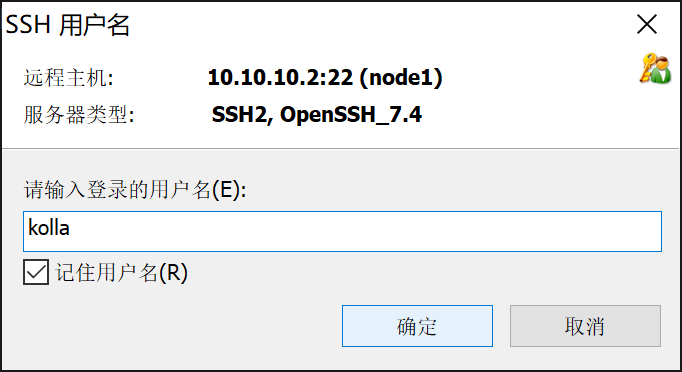 SSH 用户名
远程主机: 10.10.10.2:22 (node1)
服务器类型: SSH2, OpenSSH_7.4
请输入登录的用户名(E):
kolla
记住用户名(R)
确定 取消